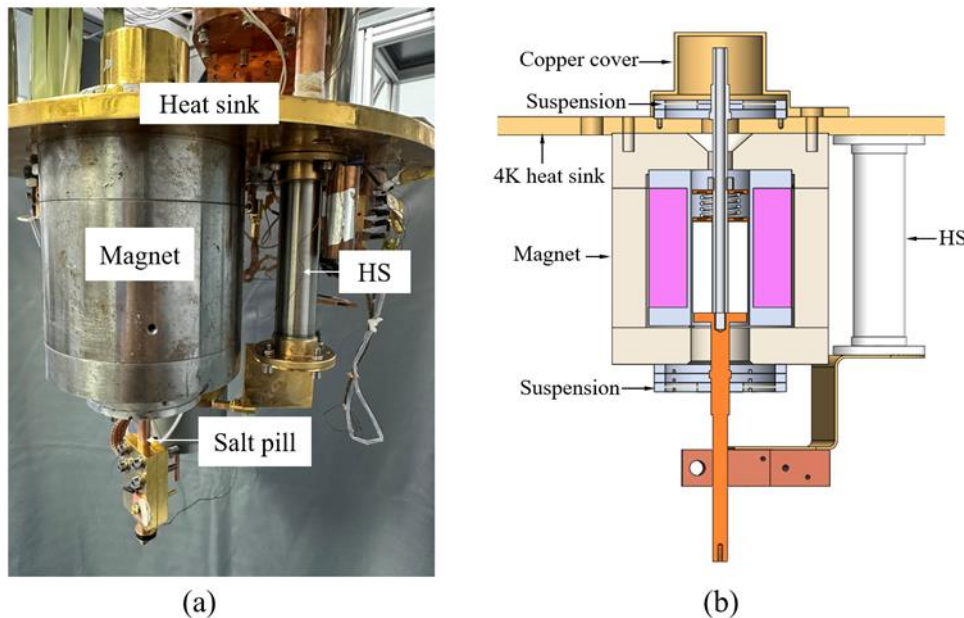 Heat sink
Magnet
HS
Salt pill
(a)
Copper cover
Suspension
4K heat sink
Magnet
HS
Suspension
(b)